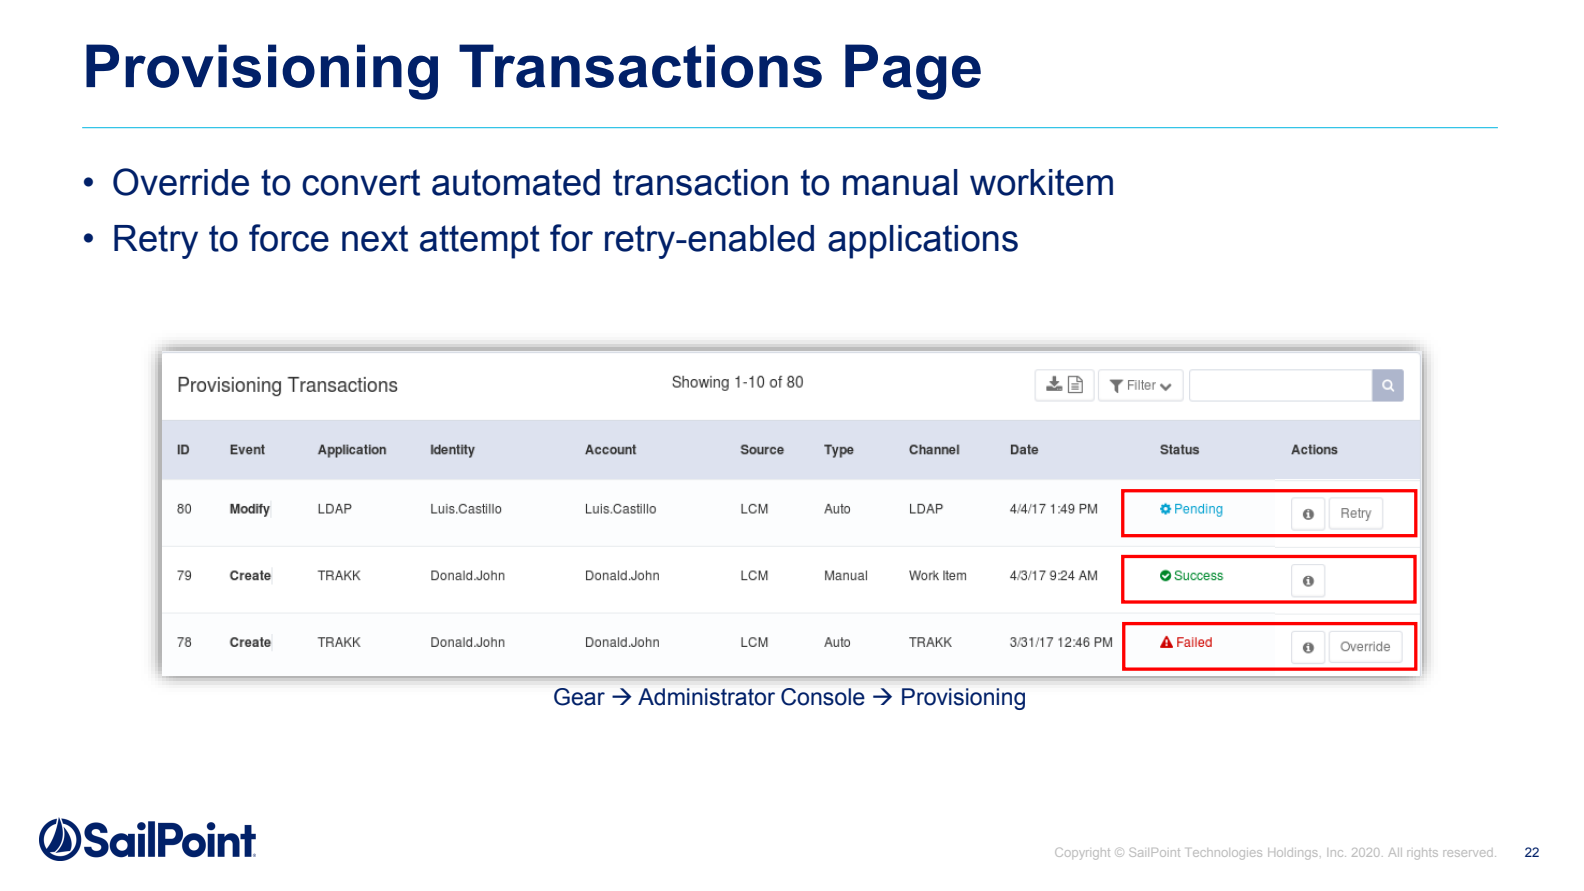 Provisioning Transactions Page
• Override to convert automated transaction to manual workitem
• Retry to force next attempt for retry-enabled applications
Provisioning Transactions Showing 1-10 of 80 Filter
ID Event Application Identity Account Source Type Channel Date Status Actions
80 Modify LDAP Luis.Castillo Luis.Castillo LCM Auto LDAP 4/4/17 1:49 PM Pending Retry
79 Create TRAKK Donald.John Donald.John LCM Manual Work Item 4/3/17 9:24 AM Success
78 Create TRAKK Donald.John Donald.John LCM Auto TRAKK 3/31/17 12:46 PM Failed Override
Gear → Administrator Console → Provisioning
SailPoint
Copyright © SailPoint Technologies Holdings, Inc. 2020. All rights reserved. 22